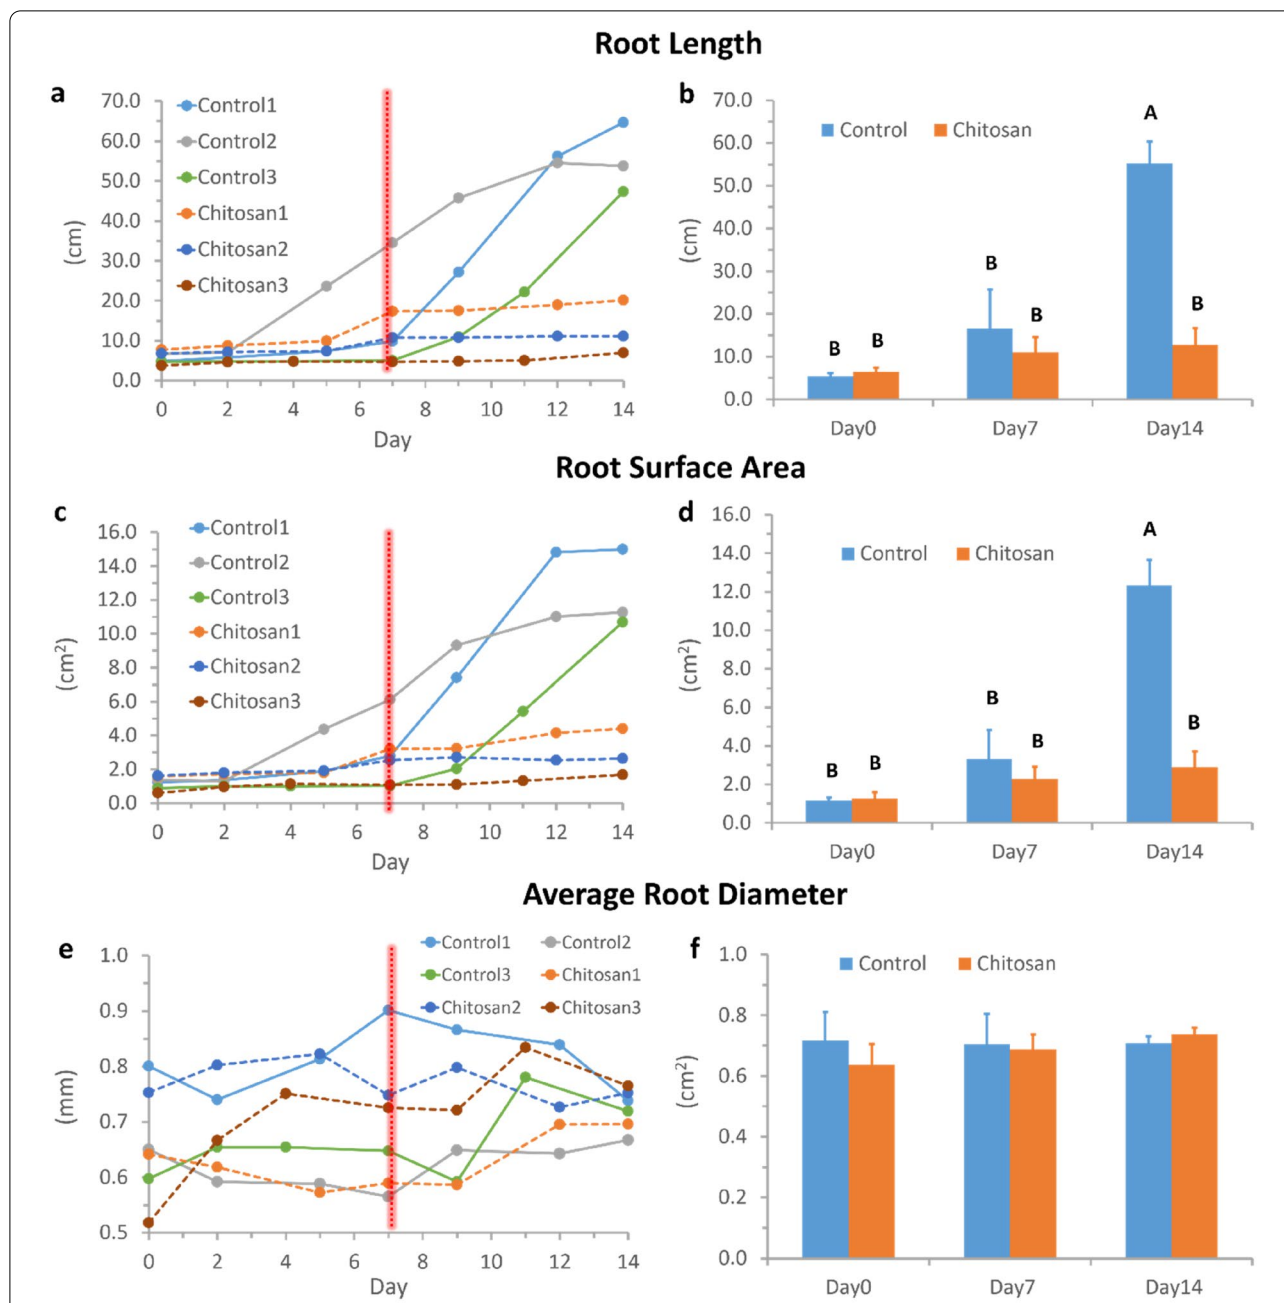 Root Length
a
70.0
60.0
50.0
40.0
30.0
20.0
10.0
0.0
(cm)
Control1
Control2
Control3
Chitosan1
Chitosan2
Chitosan3
0 2 4 6 8 10 12 14
Day
b
70.0
60.0
50.0
40.0
30.0
20.0
10.0
0.0
(cm)
Control Chitosan
B B B B A B
Day0 Day7 Day14
Root Surface Area
c
16.0
14.0
12.0
10.0
8.0
6.0
4.0
2.0
0.0
(cm²)
Control1
Control2
Control3
Chitosan1
Chitosan2
Chitosan3
0 2 4 6 8 10 12 14
Day
d
16.0
14.0
12.0
10.0
8.0
6.0
4.0
2.0
0.0
(cm²)
Control Chitosan
B B B B A B
Day0 Day7 Day14
Average Root Diameter
e
1.0
0.9
0.8
0.7
0.6
0.5
(mm)
Control1 Control2
Control3 Chitosan1
Chitosan2 Chitosan3
0 2 4 6 8 10 12 14
Day
f
1.0
0.8
0.6
0.4
0.2
0.0
(cm²)
Control Chitosan
Day0 Day7 Day14